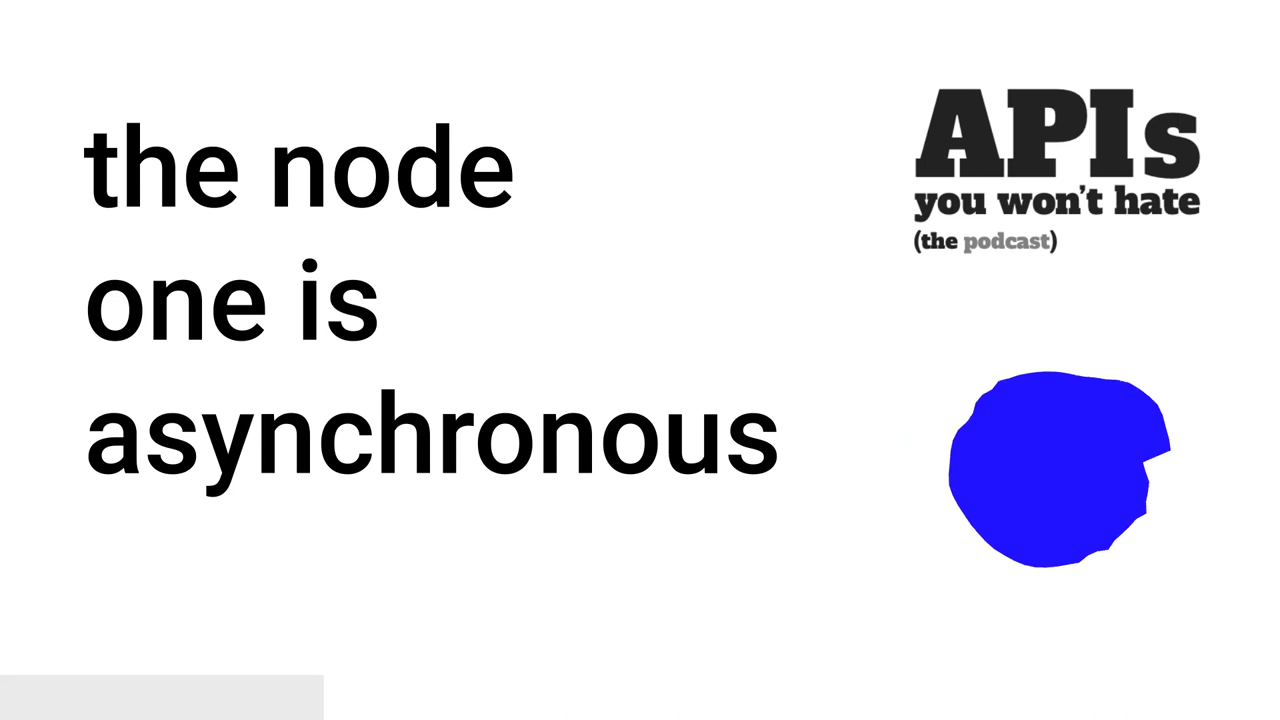 the node
one is
asynchronous
APIs
you won't hate
(the podcast)